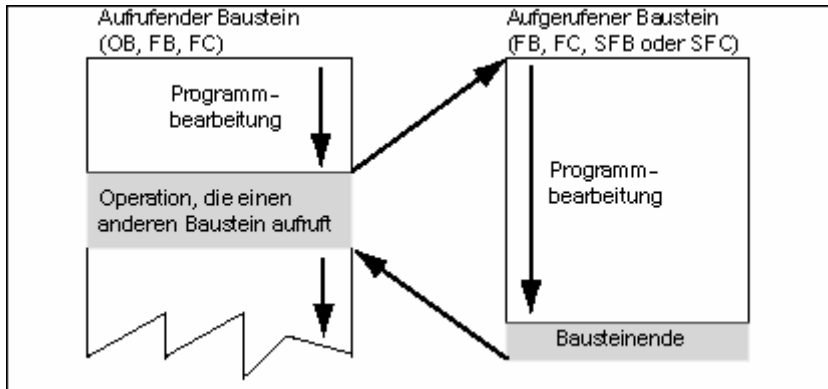 Aufrufender Baustein
(OB, FB, FC)
Programm-
bearbeitung
Operation, die einen
anderen Baustein aufruft
Aufgerufener Baustein
(FB, FC, SFB oder SFC)
Programm-
bearbeitung
Bausteinende